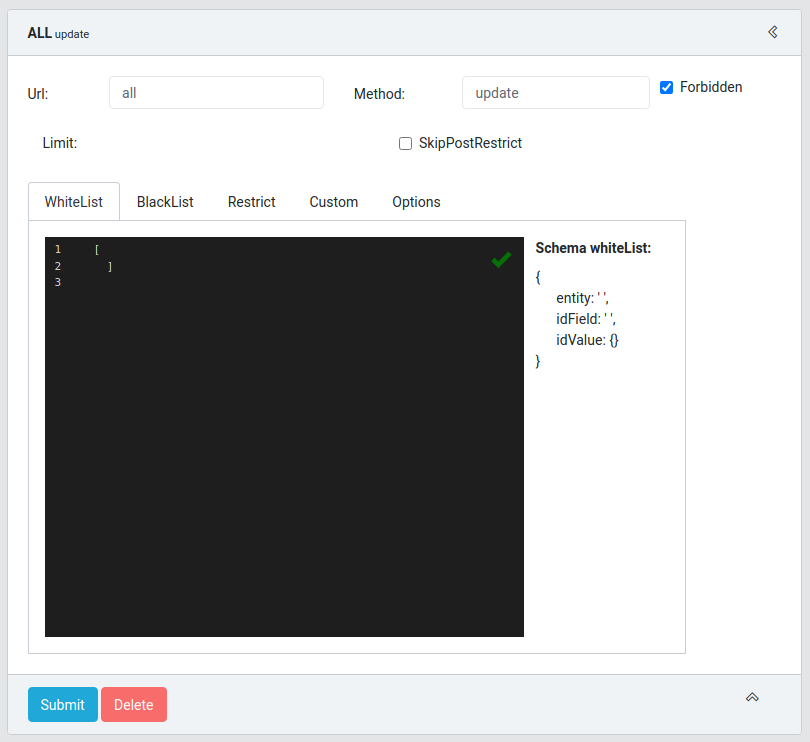 ALL update
Url: all Method: update Forbidden
Limit: SkipPostRestrict
WhiteList BlackList Restrict Custom Options
1 [
2 ]
3
Schema whiteList:
{
entity: ' ',
idField: ' ',
idValue: {}
}
Submit Delete